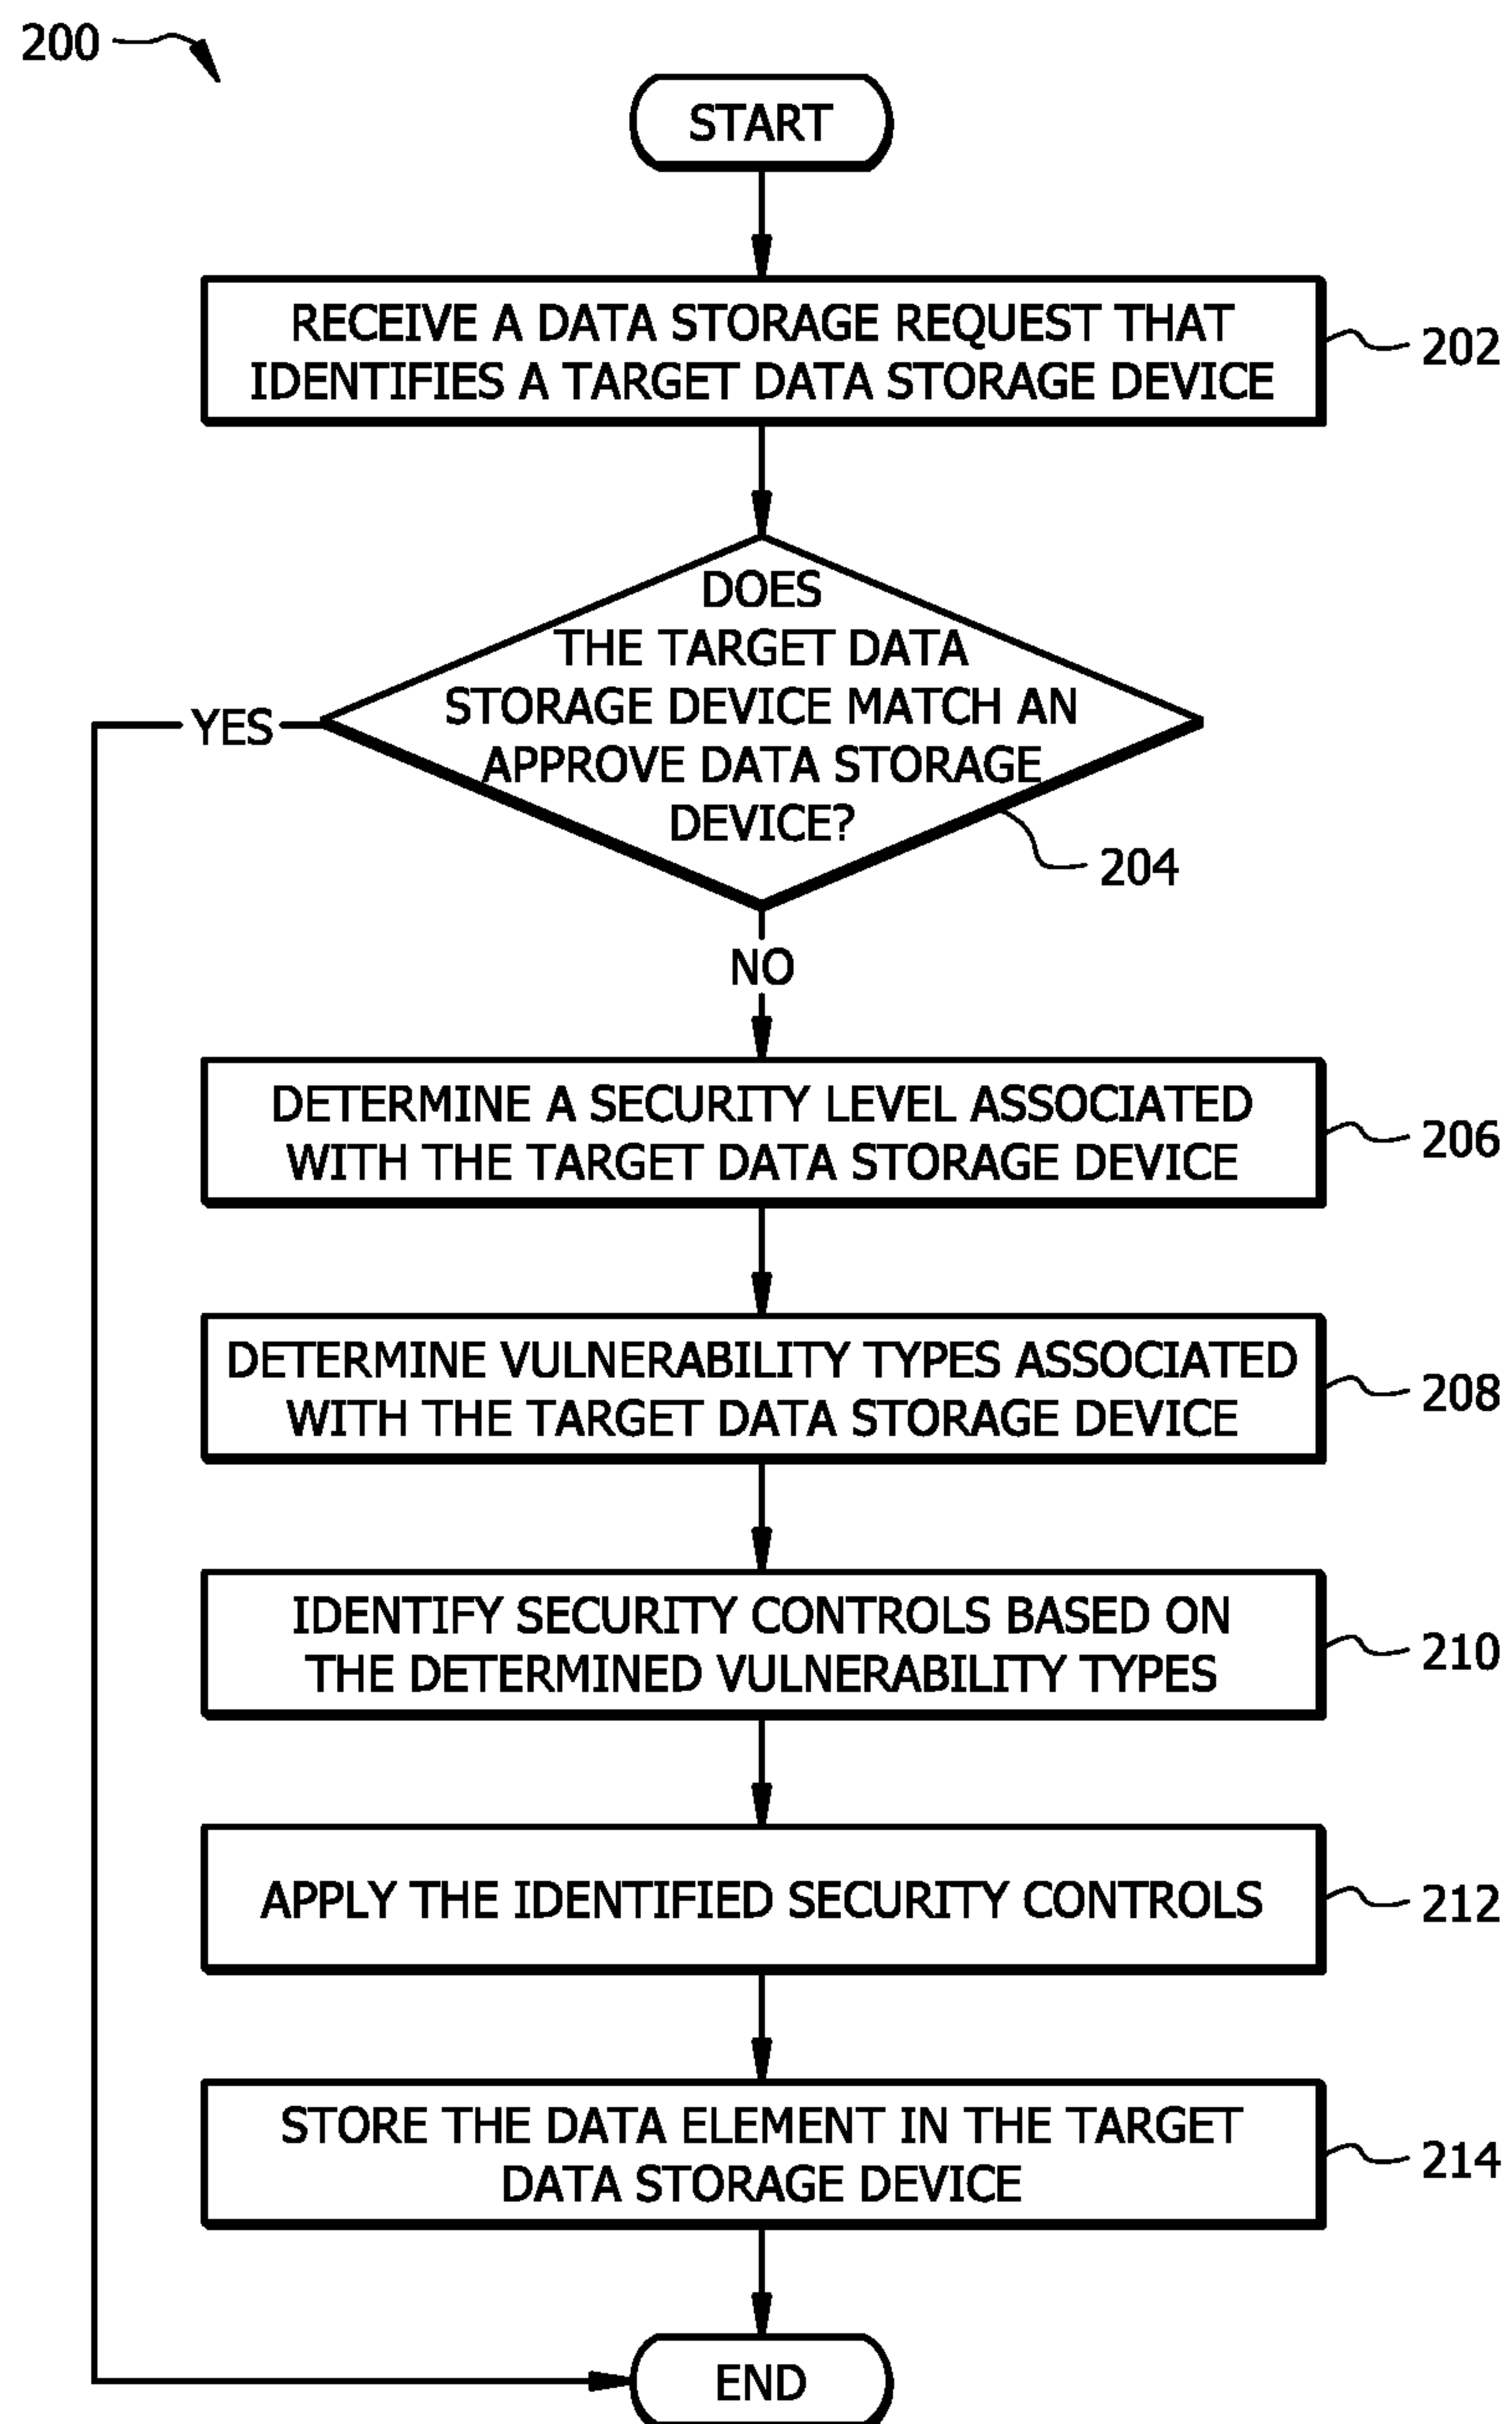 200
START
RECEIVE A DATA STORAGE REQUEST THAT
IDENTIFIES A TARGET DATA STORAGE DEVICE
202
DOES
THE TARGET DATA
STORAGE DEVICE MATCH AN
APPROVE DATA STORAGE
DEVICE?
YES
204
NO
DETERMINE A SECURITY LEVEL ASSOCIATED
WITH THE TARGET DATA STORAGE DEVICE
206
DETERMINE VULNERABILITY TYPES ASSOCIATED
WITH THE TARGET DATA STORAGE DEVICE
208
IDENTIFY SECURITY CONTROLS BASED ON
THE DETERMINED VULNERABILITY TYPES
210
APPLY THE IDENTIFIED SECURITY CONTROLS
212
STORE THE DATA ELEMENT IN THE TARGET
DATA STORAGE DEVICE
214
END